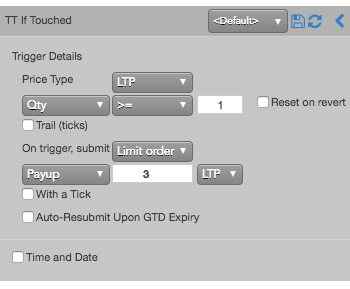 TT If Touched <Default>
Trigger Details
Price Type LTP
Qty >= 1 Reset on revert
Trail (ticks)
On trigger, submit Limit order
Payup 3 LTP
With a Tick
Auto-Resubmit Upon GTD Expiry
Time and Date